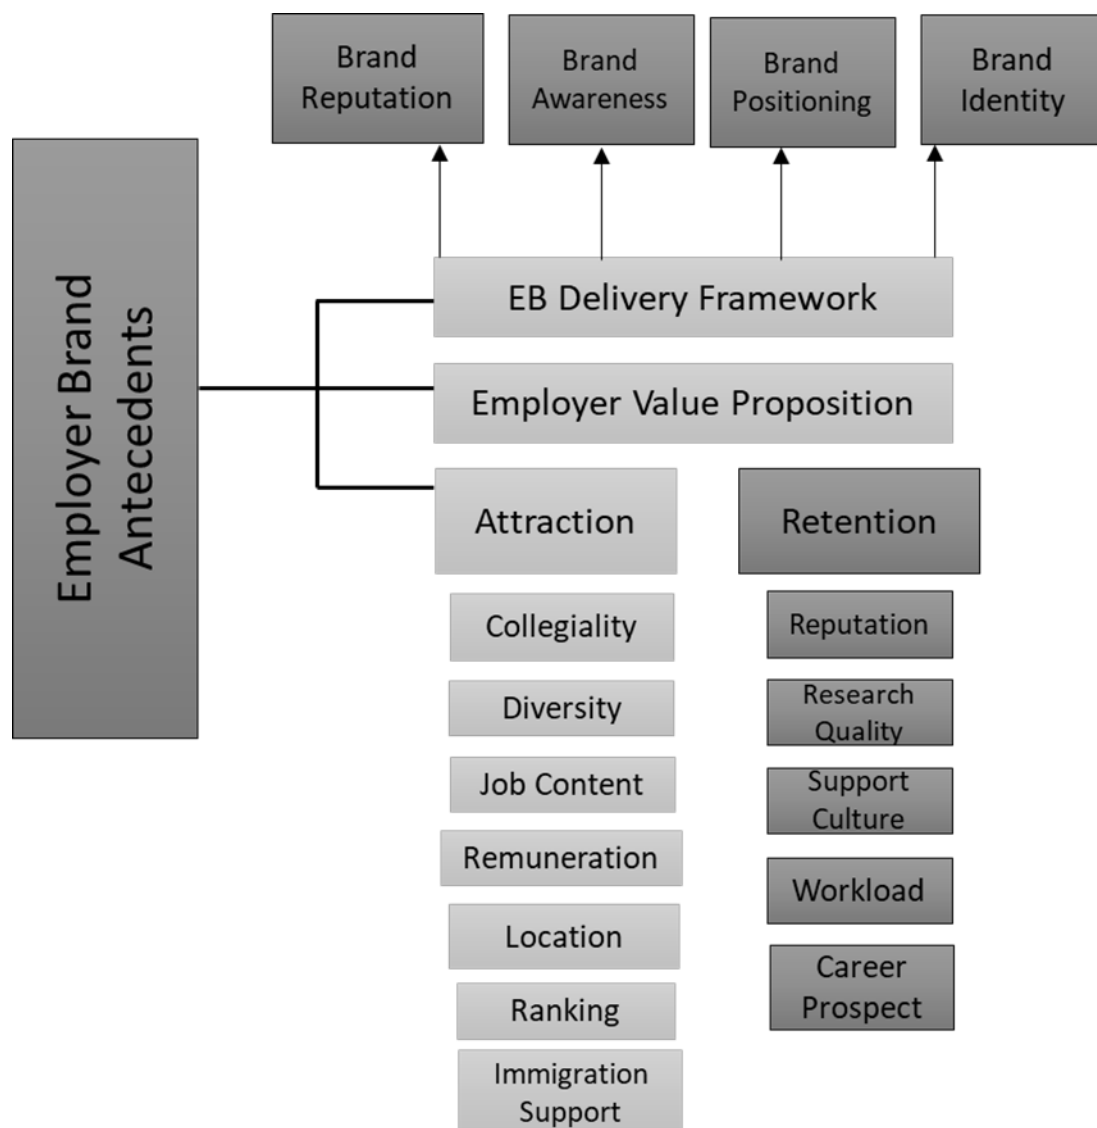 Brand
Reputation
Brand
Awareness
Brand
Positioning
Brand
Identity
Employer Brand
Antecedents
EB Delivery Framework
Employer Value Proposition
Attraction
Retention
Collegiality
Reputation
Diversity
Research
Quality
Job Content
Support
Culture
Remuneration
Workload
Location
Career
Prospect
Ranking
Immigration
Support